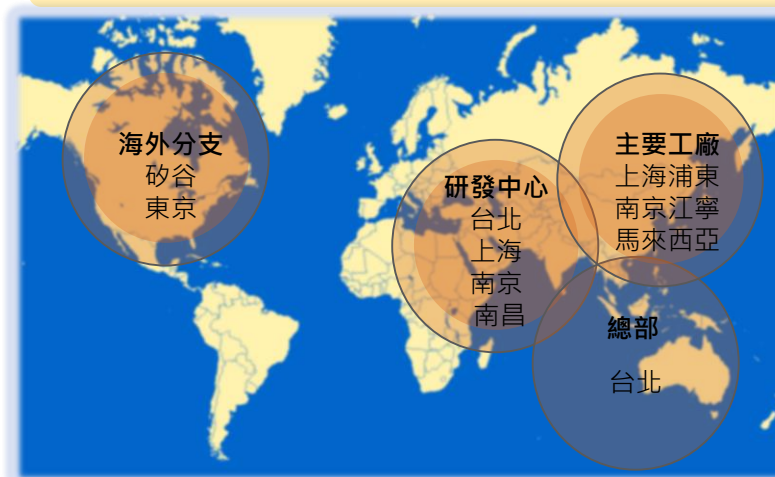 海外分支
矽谷
東京
研發中心
台北
上海
南京
南昌
主要工廠
上海浦東
南京江寧
馬來西亞
總部
台北